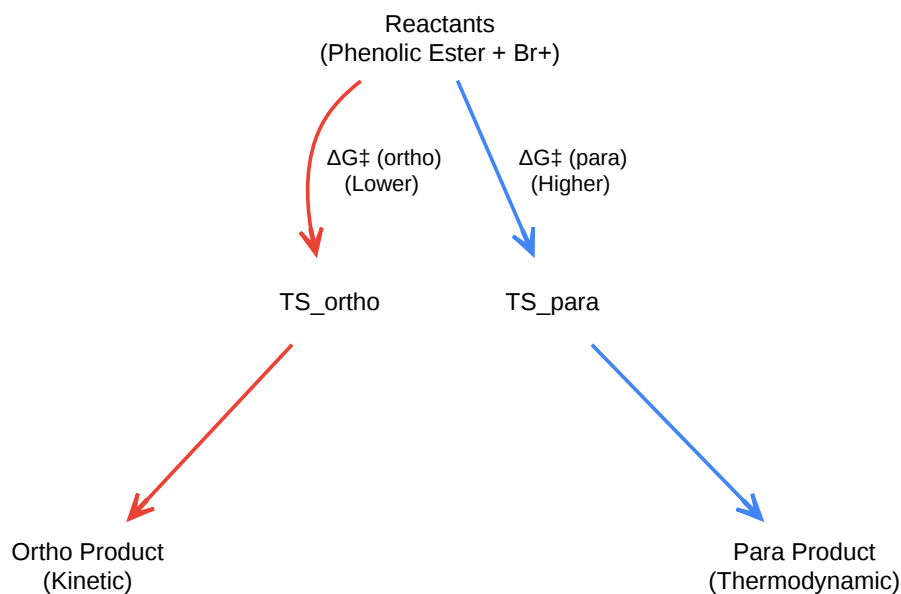 Reactants
(Phenolic Ester + Br+)
ΔG‡ (ortho)
(Lower)
ΔG‡ (para)
(Higher)
TS_ortho
TS_para
Ortho Product
(Kinetic)
Para Product
(Thermodynamic)